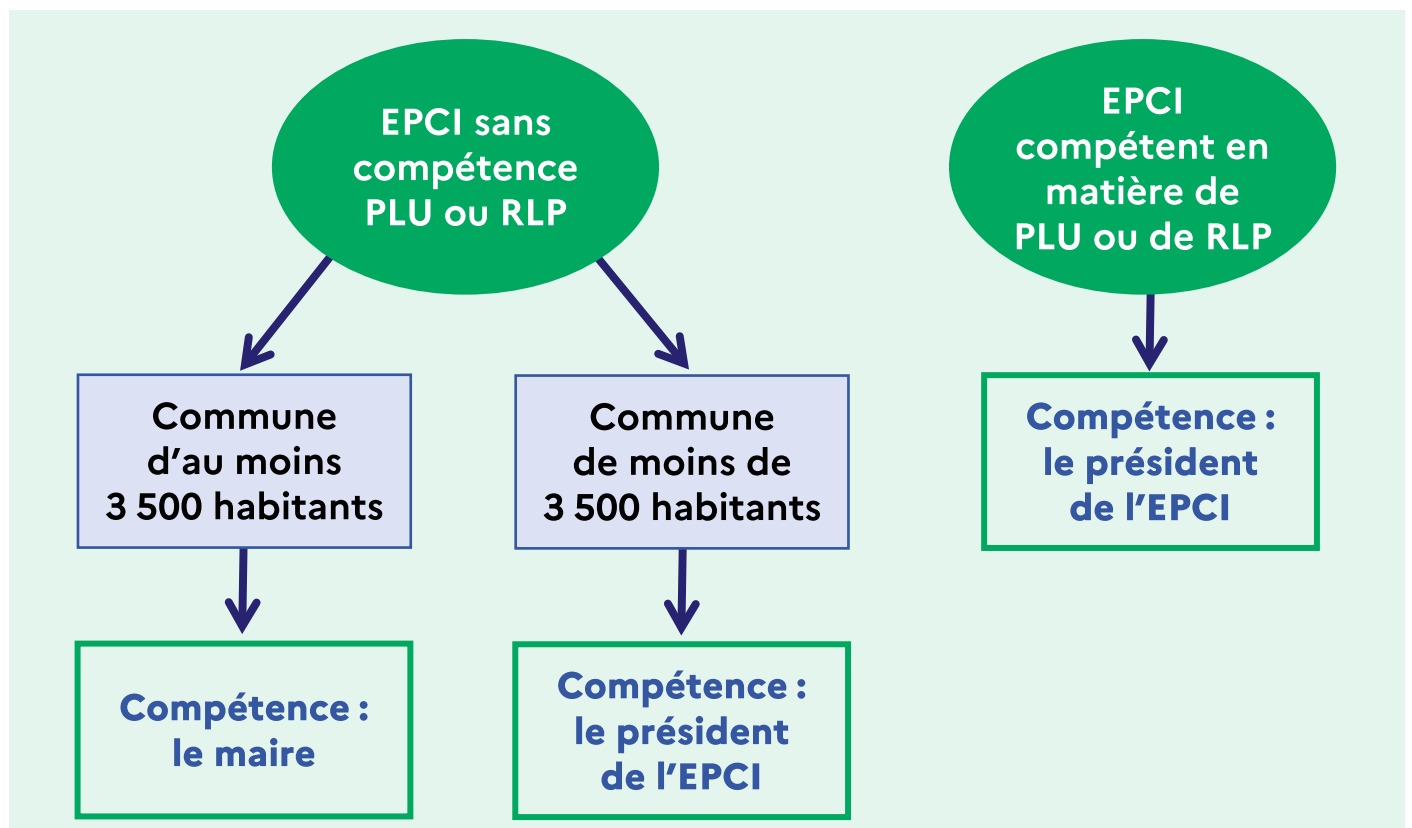 EPCI sans
compétence
PLU ou RLP
EPCI
compétent en
matière de
PLU ou de RLP
Commune
d’au moins
3 500 habitants
Commune
de moins de
3 500 habitants
Compétence :
le président
de l’EPCI
Compétence :
le maire
Compétence :
le président
de l’EPCI